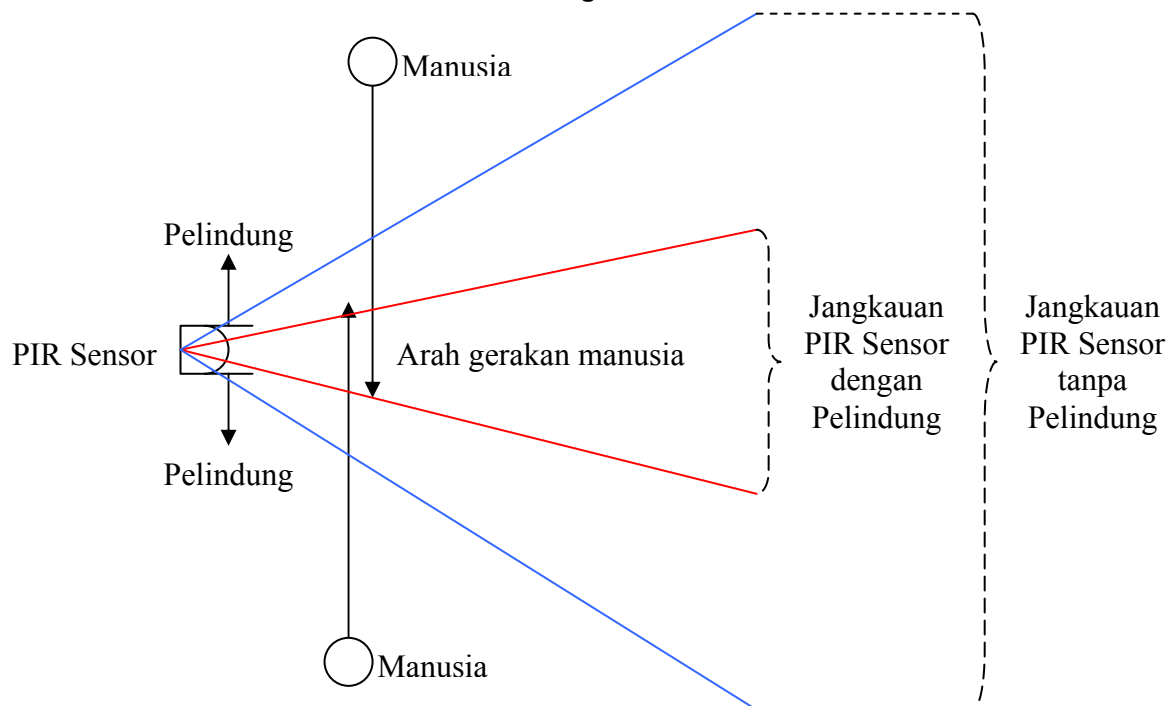 Manusia
Pelindung
PIR Sensor
Arah gerakan manusia
Jangkauan
PIR Sensor
dengan
Pelindung
Jangkauan
PIR Sensor
tanpa
Pelindung
Pelindung
Manusia